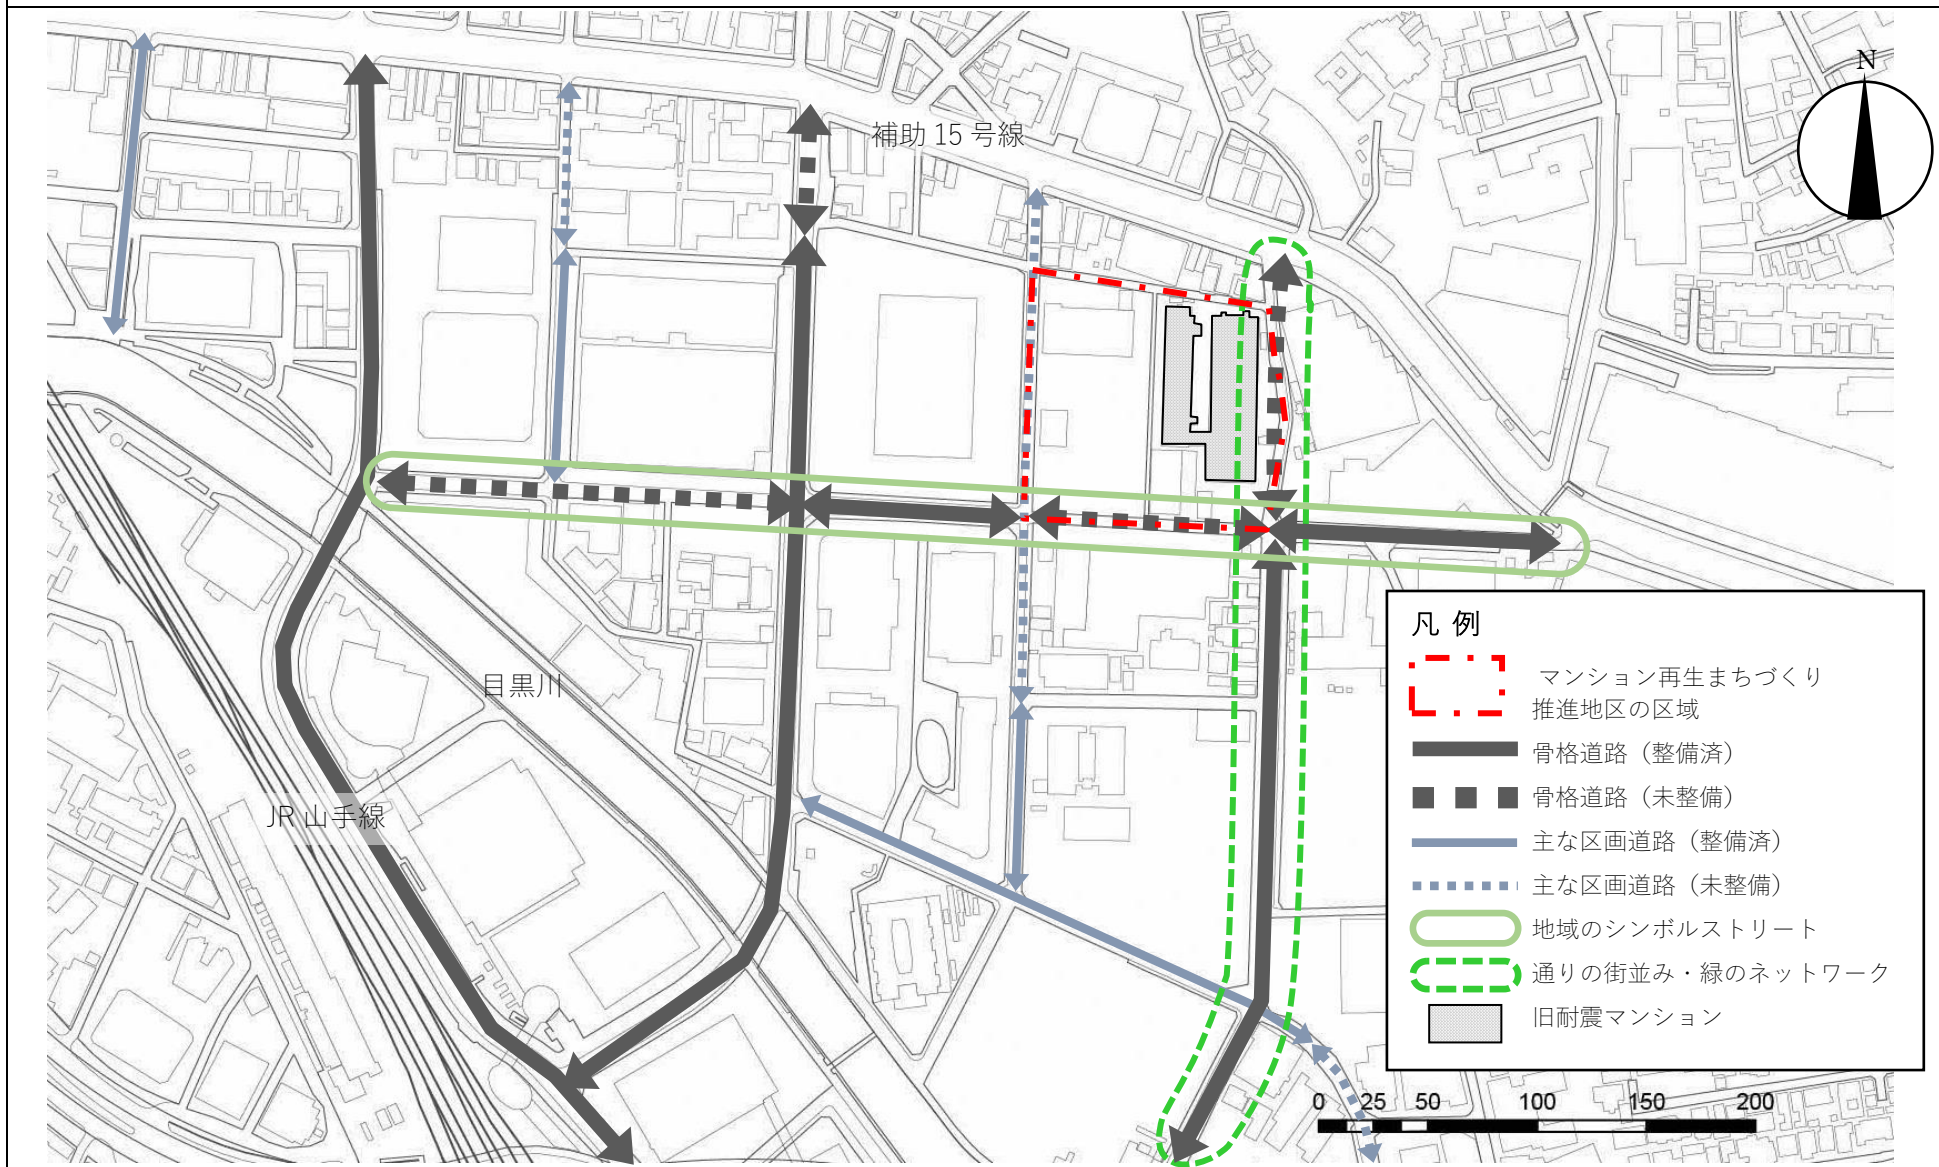 N
補助 15 号線
目黒川
JR 山手線
凡 例
マンション再生まちづくり
推進地区の区域
骨格道路（整備済）
骨格道路（未整備）
主な区画道路（整備済）
主な区画道路（未整備）
地域のシンボルストリート
通りの街並み・緑のネットワーク
旧耐震マンション
0 25 50 100 150 200